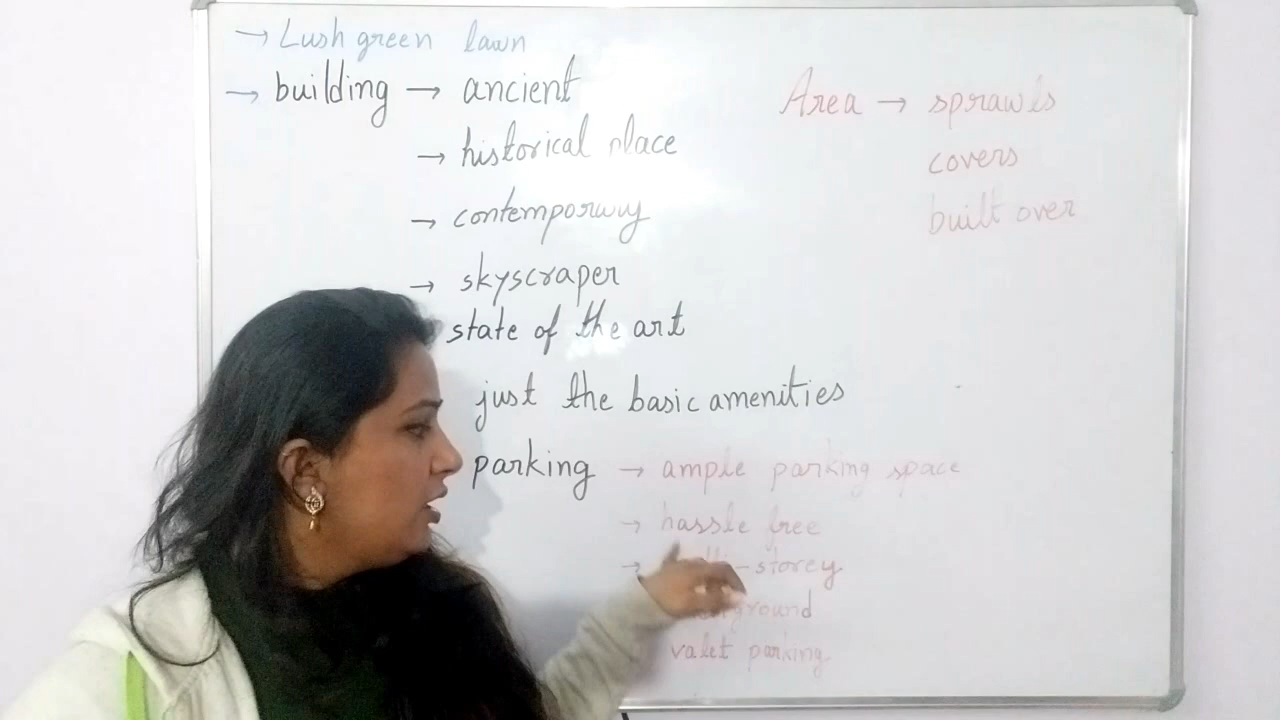 → Lush green lawn
→ building → ancient
→ historical place
→ contemporary
→ skyscraper
state of the art
just the basic amenities
parking → ample parking space
→ hassle free
→ -storey
ground
valet parking
Area → sprawls
covers
built over